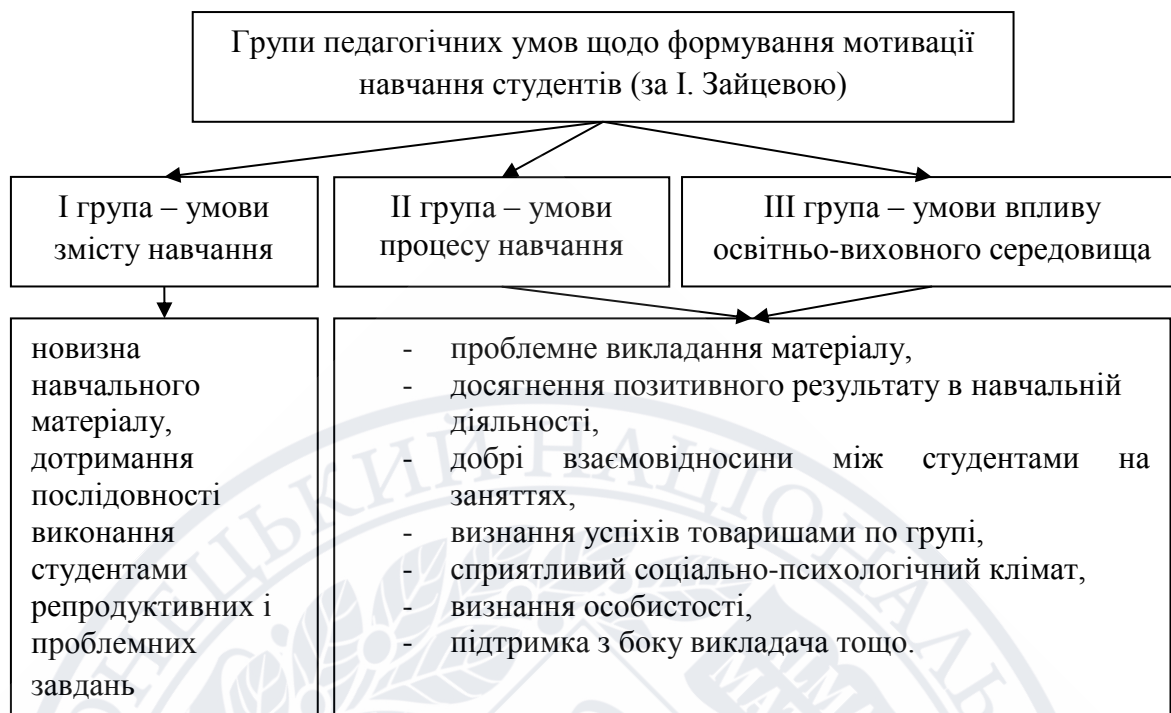 Групи педагогічних умов щодо формування мотивації
навчання студентів (за І. Зайцевою)
І група – умови
змісту навчання
ІІ група – умови
процесу навчання
ІІІ група – умови впливу
освітньо-виховного середовища
новизна
навчального
матеріалу,
дотримання
послідовності
виконання
студентами
репродуктивних і
проблемних
завдань
- проблемне викладання матеріалу,
- досягнення позитивного результату в навчальній
діяльності,
- добрі взаємовідносини між студентами на
заняттях,
- визнання успіхів товаришами по групі,
- сприятливий соціально-психологічний клімат,
- визнання особистості,
- підтримка з боку викладача тощо.